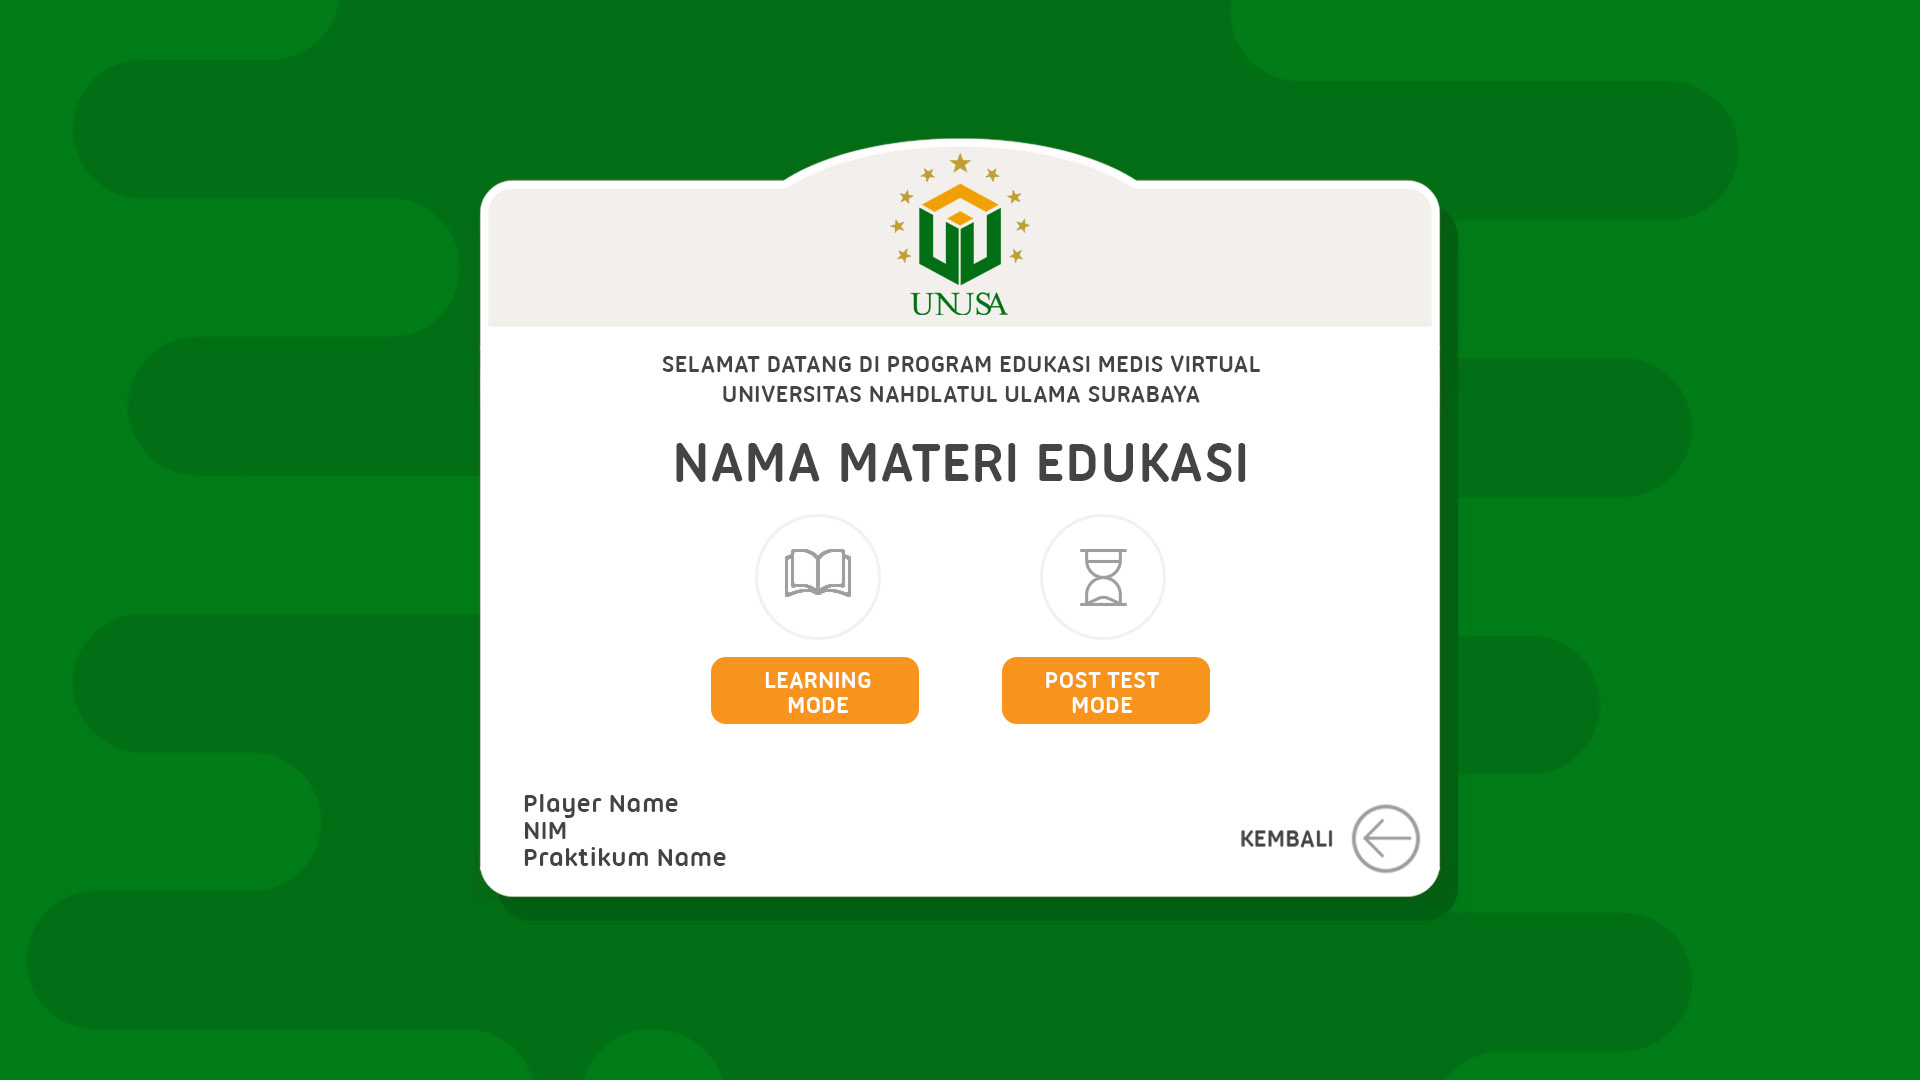 UNUSA
SELAMAT DATANG DI PROGRAM EDUKASI MEDIS VIRTUAL
UNIVERSITAS NAHDLATUL ULAMA SURABAYA
NAMA MATERI EDUKASI
LEARNING
MODE
POST TEST
MODE
Player Name
NIM
Praktikum Name
KEMBALI